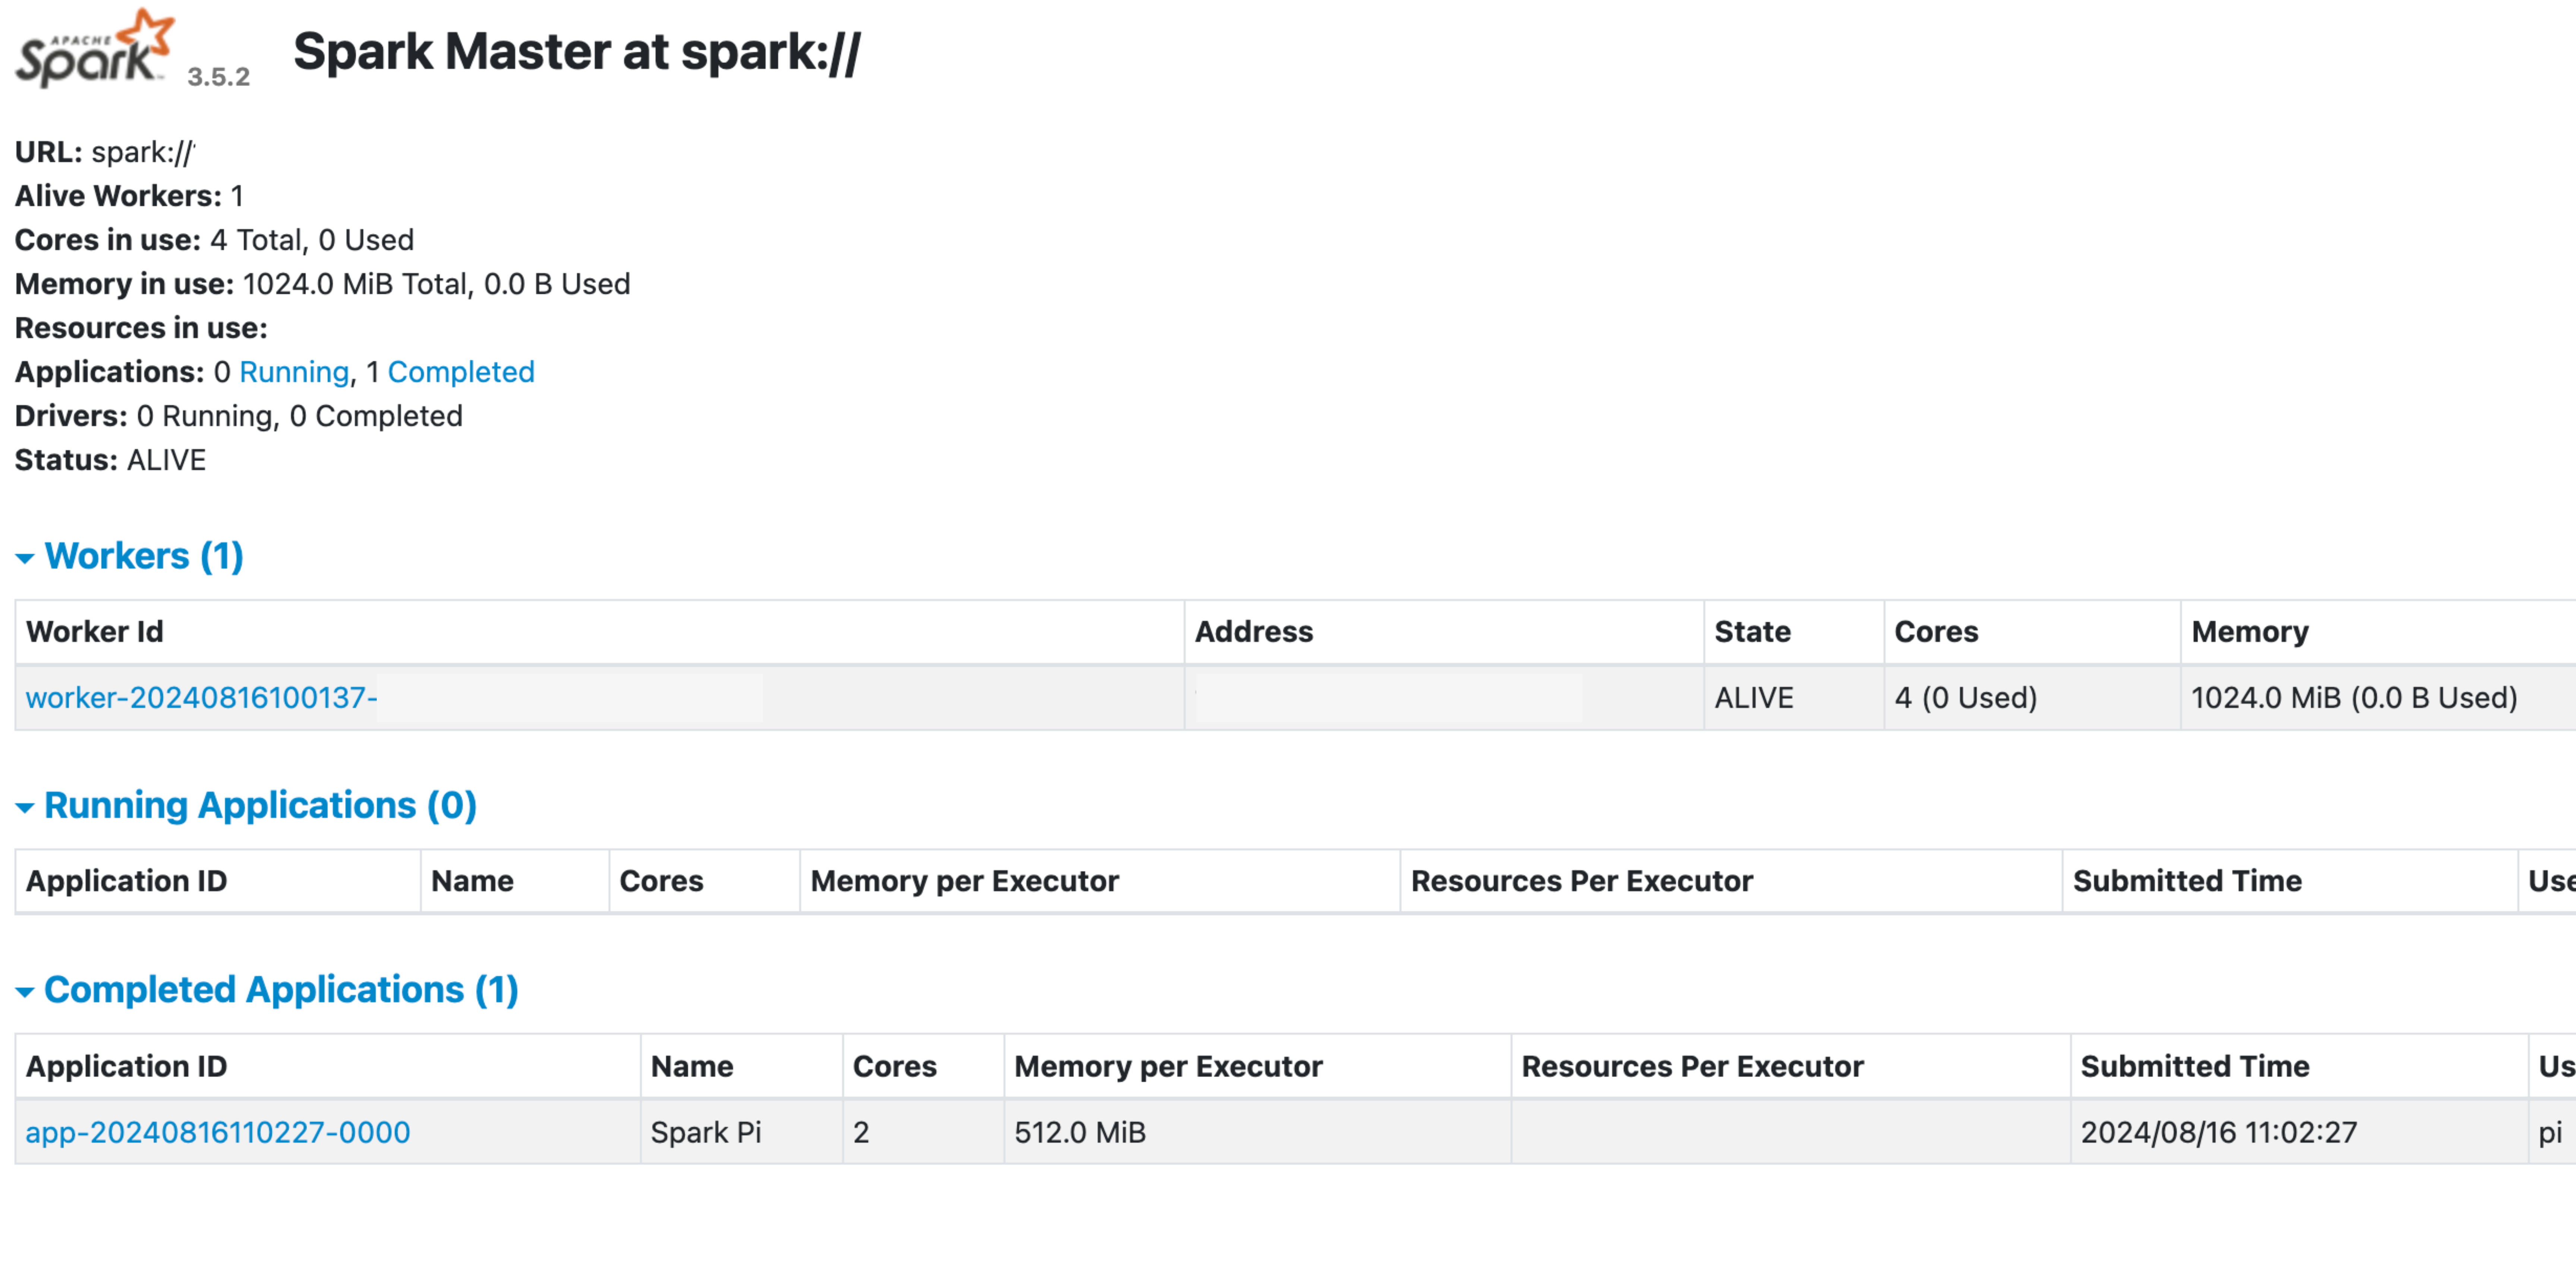 APACHE Spark 3.5.2 Spark Master at spark://
URL: spark://
Alive Workers: 1
Cores in use: 4 Total, 0 Used
Memory in use: 1024.0 MiB Total, 0.0 B Used
Resources in use:
Applications: 0 Running, 1 Completed
Drivers: 0 Running, 0 Completed
Status: ALIVE
Workers (1)
Worker Id Address State Cores Memory
worker-20240816100137- ALIVE 4 (0 Used) 1024.0 MiB (0.0 B Used)
Running Applications (0)
Application ID Name Cores Memory per Executor Resources Per Executor Submitted Time Use
Completed Applications (1)
Application ID Name Cores Memory per Executor Resources Per Executor Submitted Time Us
app-20240816110227-0000 Spark Pi 2 512.0 MiB 2024/08/16 11:02:27 pi